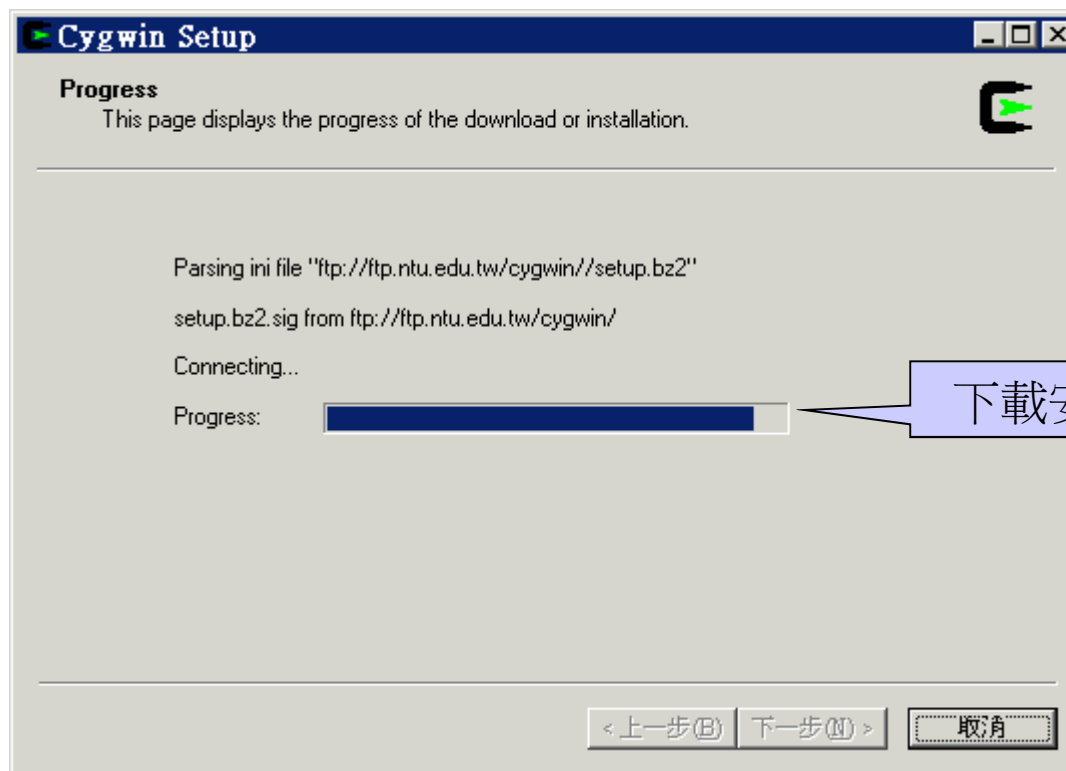 Cygwin Setup
Progress
This page displays the progress of the download or installation.
Parsing ini file "ftp://ftp.ntu.edu.tw/cygwin//setup.bz2"
setup.bz2.sig from ftp://ftp.ntu.edu.tw/cygwin/
Connecting...
Progress:
下載安
<上一步(B) 下一步(N) > 取消